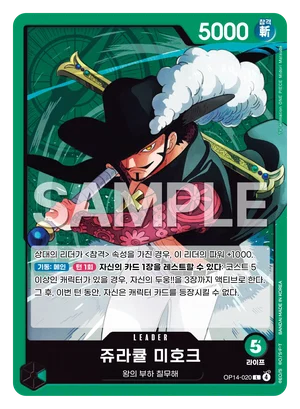 5000
참격
斬
SAMPLE
상대의 리더가 <참격> 속성을 가진 경우, 이 리더의 파워 +1000.
기동: 메인 턴 1회 자신의 카드 1장을 레스트할 수 있다: 코스트 5
이상인 캐릭터가 있을 경우, 자신의 두웅!!을 3장까지 액티브로 한다.
그 후, 이번 턴 동안, 자신은 캐릭터 카드를 등장시킬 수 없다.
LEADER
쥬라큘 미호크
왕의 부하 칠무해
5
라이프
OP14-020 L